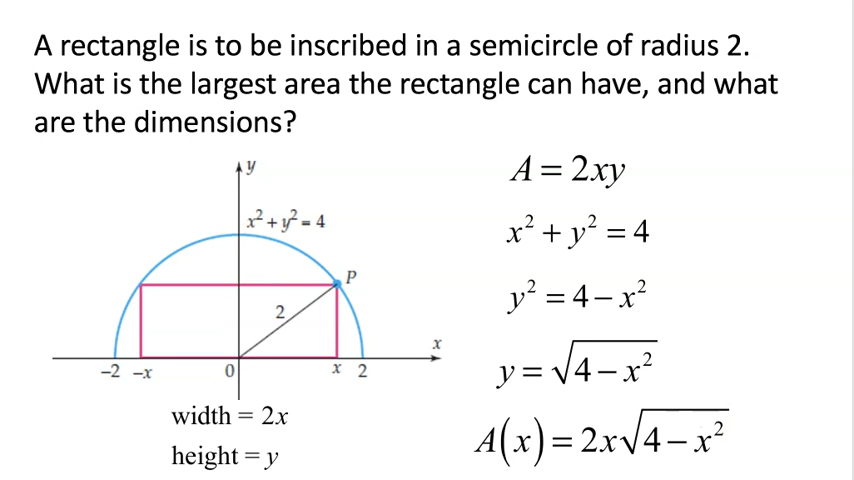 A rectangle is to be inscribed in a semicircle of radius 2.
What is the largest area the rectangle can have, and what
are the dimensions?
y
x² + y² = 4
P
2
x
-2 -x 0 x 2
width = 2x
height = y
A = 2xy
x² + y² = 4
y² = 4 − x²
y = √(4 − x²)
A(x) = 2x√(4 − x²)